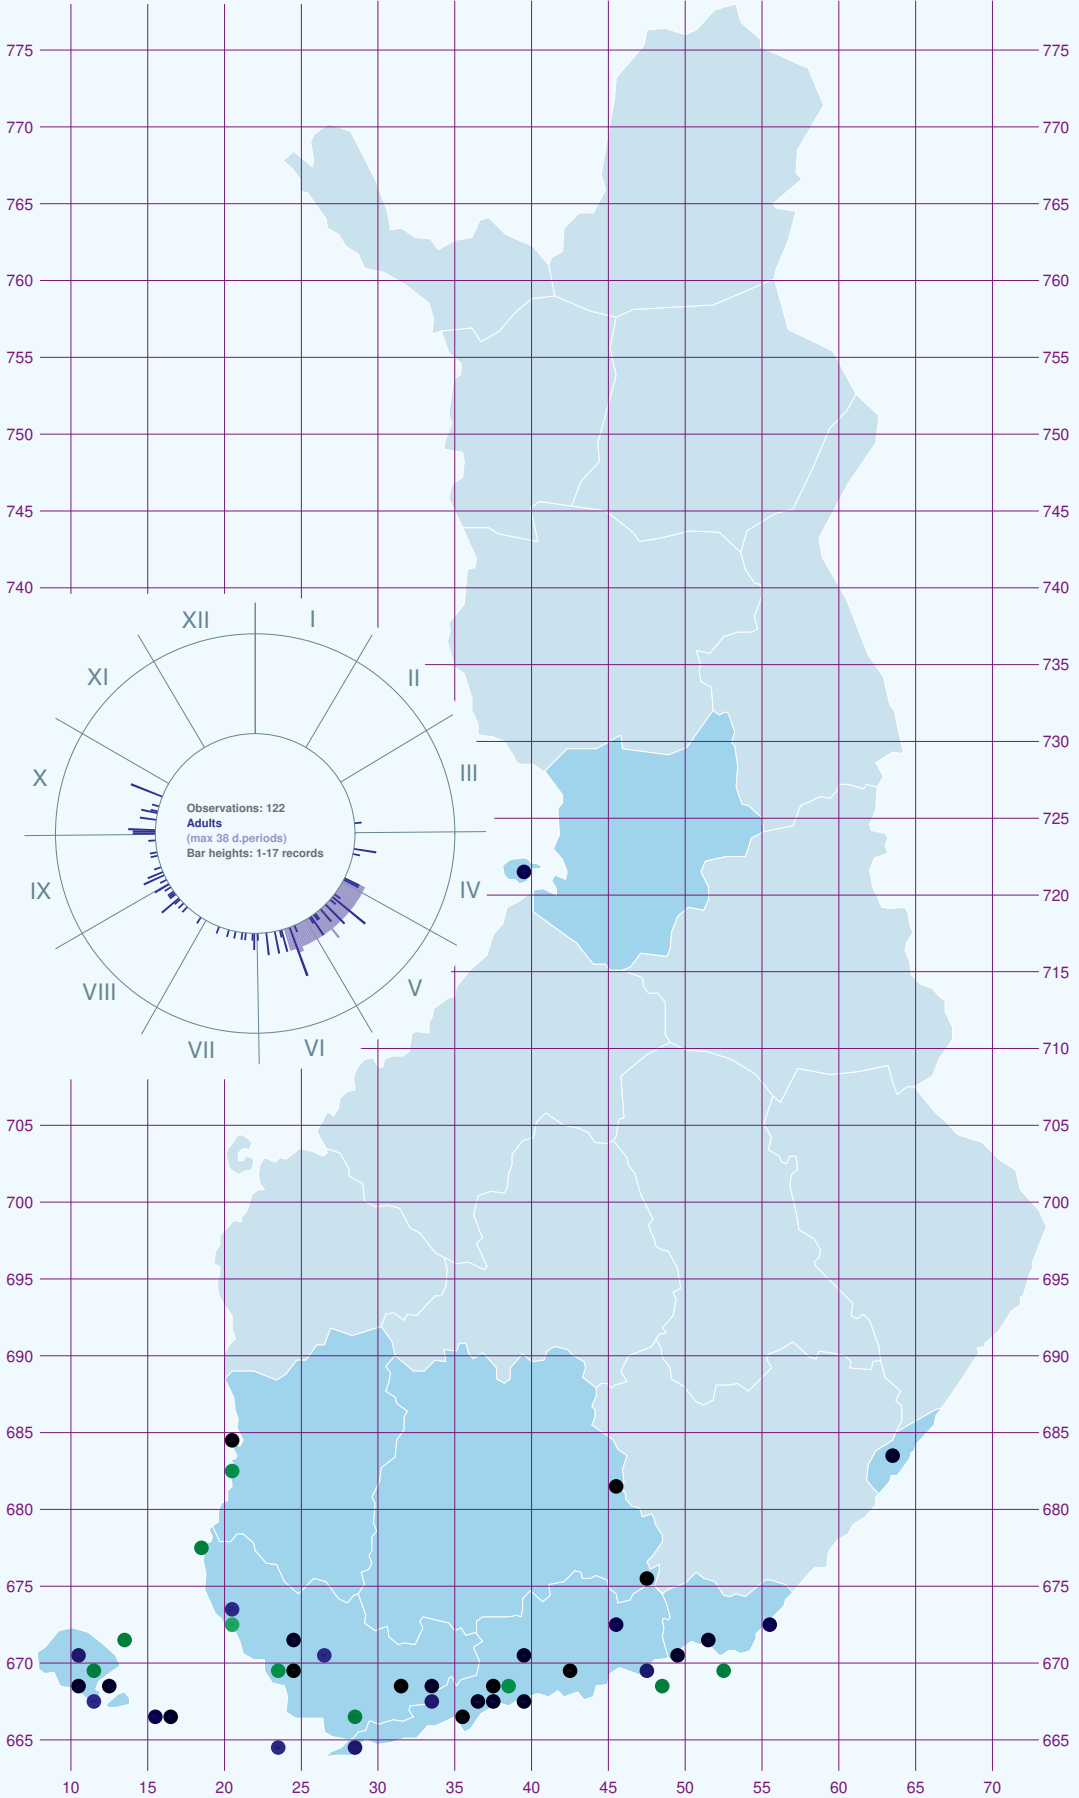 775 775
770 770
765 765
760 760
755 755
750 750
745 745
740 740
XII I
XI II
735 735
730 730
X III
Observations: 122
Adults
(max 38 d.periods)
Bar heights: 1-17 records
725 725
IX IV
720 720
VIII V
715 715
VII VI
710 710
705 705
700 700
695 695
690 690
685 685
680 680
675 675
670 670
665 665
10 15 20 25 30 35 40 45 50 55 60 65 70